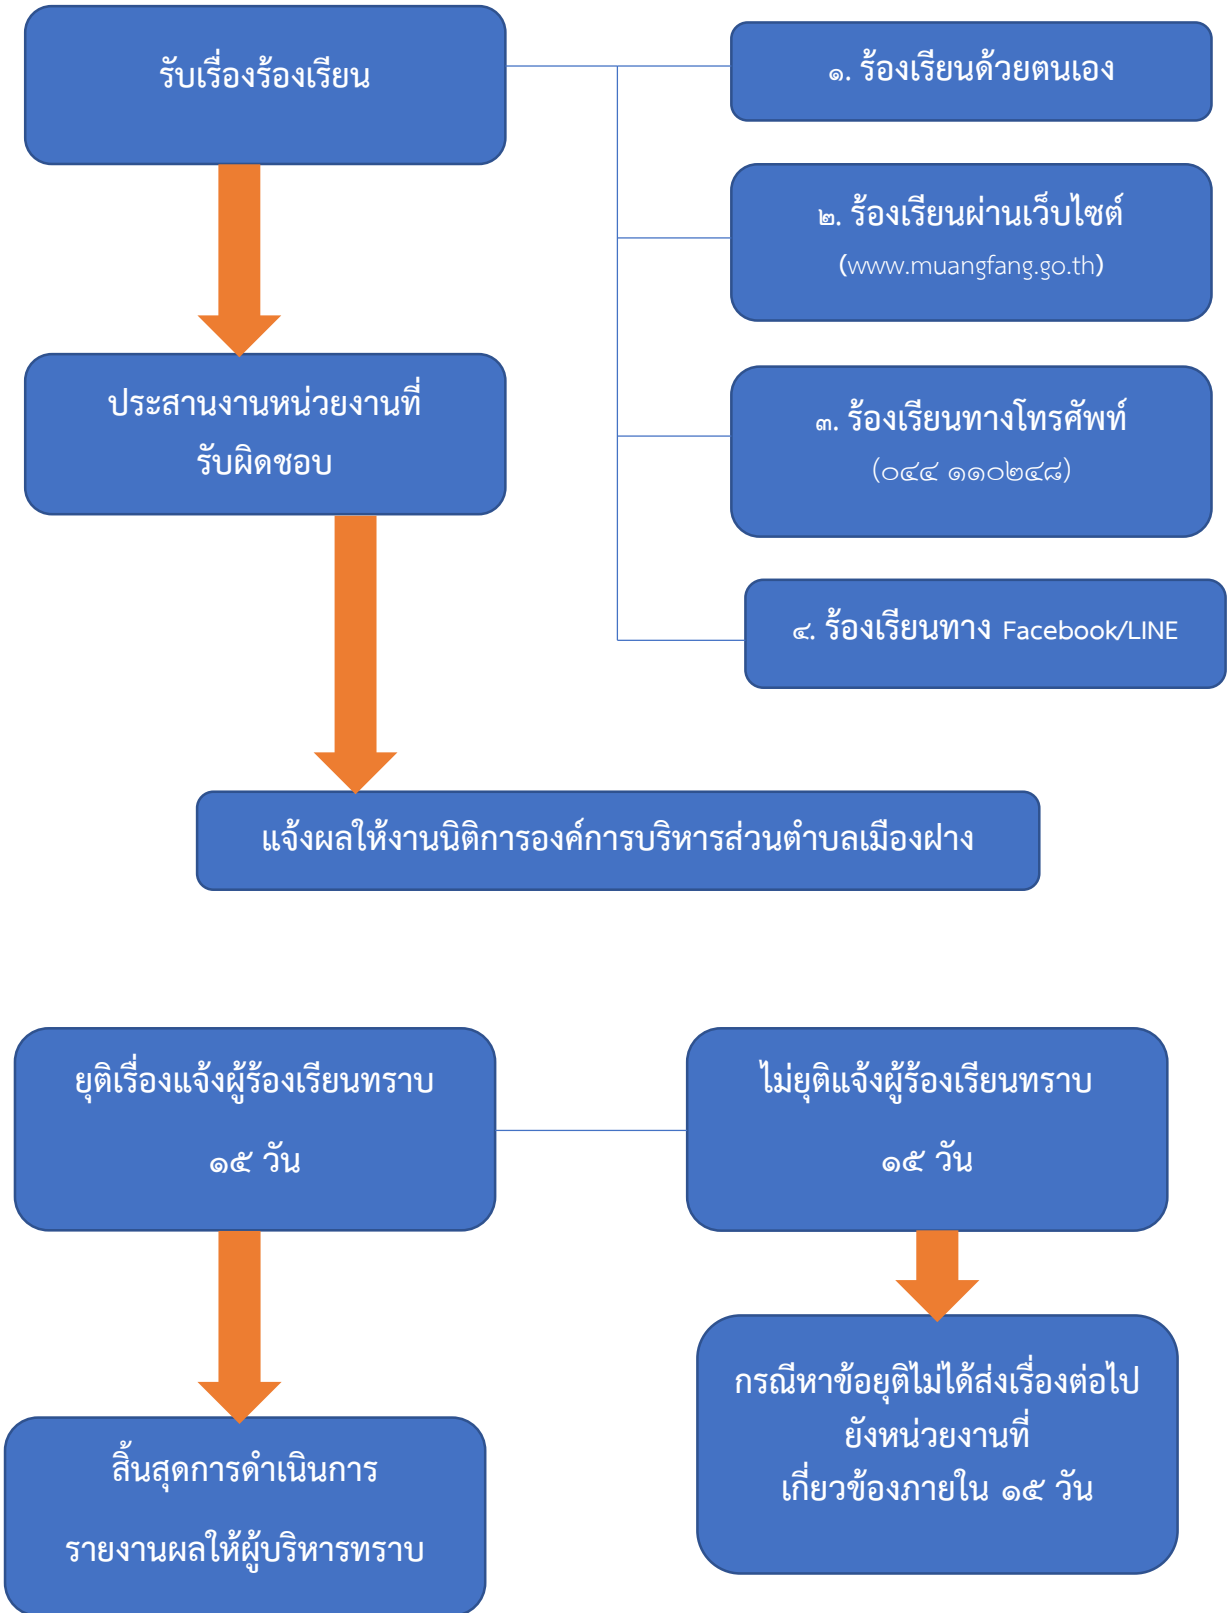 รับเรื่องร้องเรียน
๑. ร้องเรียนด้วยตนเอง
๒. ร้องเรียนผ่านเว็บไซต์
(www.muangfang.go.th)
ประสานงานหน่วยงานที่
รับผิดชอบ
๓. ร้องเรียนทางโทรศัพท์
(๐๔๔ ๑๑๐๒๔๘)
๔. ร้องเรียนทาง Facebook/LINE
แจ้งผลให้งานนิติการองค์การบริหารส่วนตำบลเมืองฝาง
ยุติเรื่องแจ้งผู้ร้องเรียนทราบ
๑๕ วัน
ไม่ยุติแจ้งผู้ร้องเรียนทราบ
๑๕ วัน
สิ้นสุดการดำเนินการ
รายงานผลให้ผู้บริหารทราบ
กรณีหาข้อยุติไม่ได้ส่งเรื่องต่อไป
ยังหน่วยงานที่
เกี่ยวข้องภายใน ๑๕ วัน